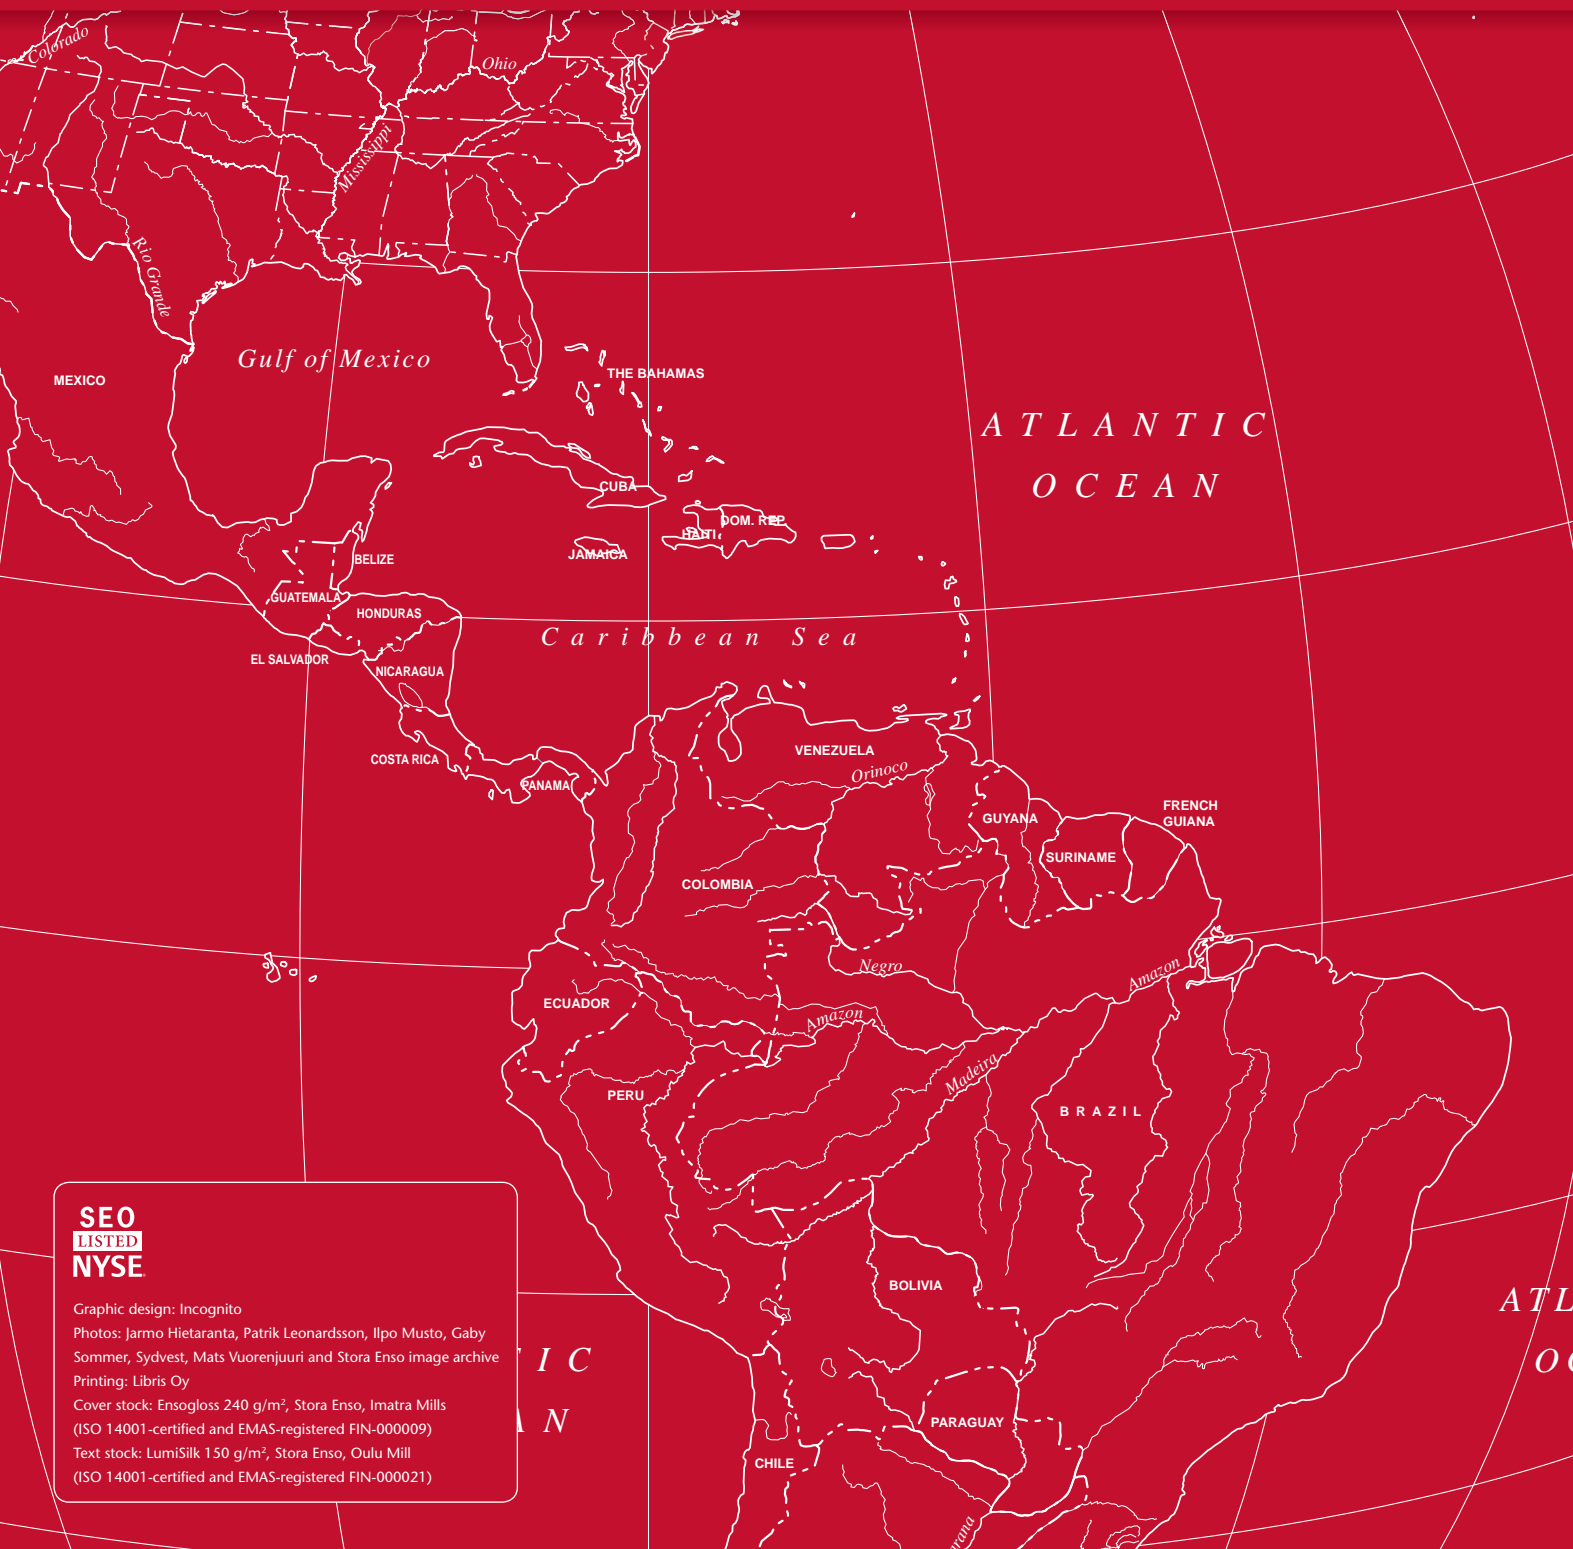 Colorado
Ohio
Mississippi
Rio Grande
Gulf of Mexico
MEXICO
THE BAHAMAS
ATLANTIC
OCEAN
CUBA
DOM. REP.
HAITI
JAMAICA
BELIZE
GUATEMALA
HONDURAS
Caribbean Sea
EL SALVADOR
NICARAGUA
COSTA RICA
PANAMA
VENEZUELA
Orinoco
GUYANA
FRENCH
GUIANA
SURINAME
COLOMBIA
Negro
Amazon
ECUADOR
Amazon
Madeira
PERU
BRAZIL
BOLIVIA
PARAGUAY
CHILE
SEO
LISTED
NYSE
Graphic design: Incognito
Photos: Jarmo Hietaranta, Patrik Leonardsson, Ilpo Musto, Gaby
Sommer, Sydvest, Mats Vuorenjuuri and Stora Enso image archive
Printing: Libris Oy
Cover stock: Ensogloss 240 g/m², Stora Enso, Imatra Mills
(ISO 14001-certified and EMAS-registered FIN-000009)
Text stock: LumiSilk 150 g/m², Stora Enso, Oulu Mill
(ISO 14001-certified and EMAS-registered FIN-000021)
IC
AN
ATL
OC